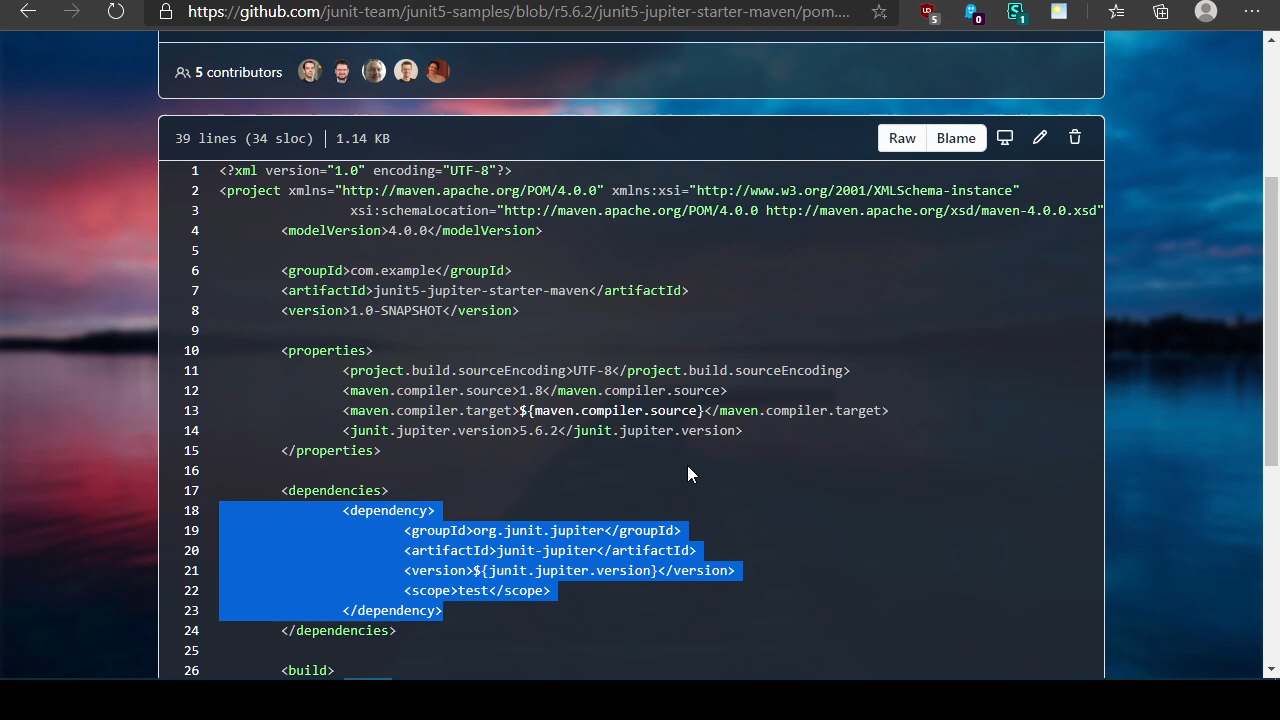 https://github.com/junit-team/junit5-samples/blob/r5.6.2/junit5-jupiter-starter-maven/pom....
5
0
1
5 contributors
39 lines (34 sloc) 1.14 KB
Raw Blame
1 <?xml version="1.0" encoding="UTF-8"?>
2 <project xmlns="http://maven.apache.org/POM/4.0.0" xmlns:xsi="http://www.w3.org/2001/XMLSchema-instance"
3 xsi:schemaLocation="http://maven.apache.org/POM/4.0.0 http://maven.apache.org/xsd/maven-4.0.0.xsd"
4 <modelVersion>4.0.0</modelVersion>
5
6 <groupId>com.example</groupId>
7 <artifactId>junit5-jupiter-starter-maven</artifactId>
8 <version>1.0-SNAPSHOT</version>
9
10 <properties>
11 <project.build.sourceEncoding>UTF-8</project.build.sourceEncoding>
12 <maven.compiler.source>1.8</maven.compiler.source>
13 <maven.compiler.target>${maven.compiler.source}</maven.compiler.target>
14 <junit.jupiter.version>5.6.2</junit.jupiter.version>
15 </properties>
16
17 <dependencies>
18 <dependency>
19 <groupId>org.junit.jupiter</groupId>
20 <artifactId>junit-jupiter</artifactId>
21 <version>${junit.jupiter.version}</version>
22 <scope>test</scope>
23 </dependency>
24 </dependencies>
25
26 <build>